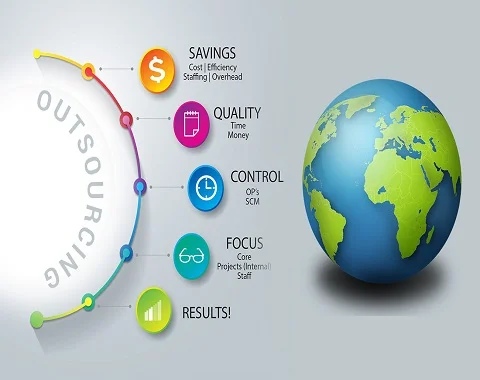 OUTSOURCING
SAVINGS
Cost | Efficiency
Staffing | Overhead
$
QUALITY
Time
Money
CONTROL
OP's
SCM
FOCUS
Core
Projects (Internal)
Staff
RESULTS!